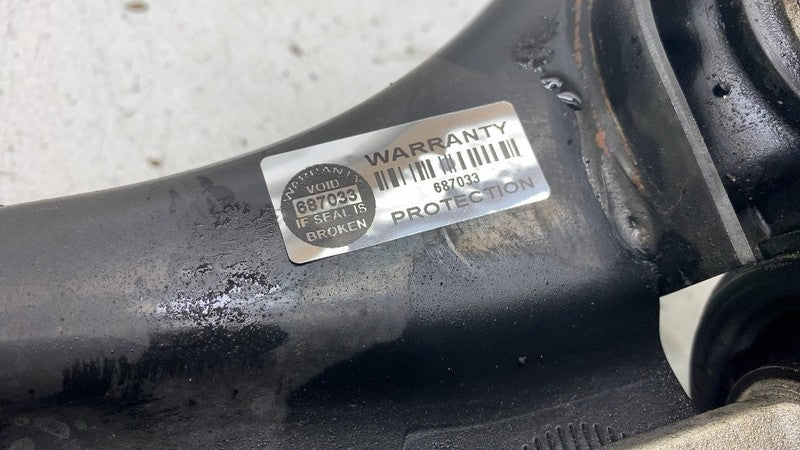 WARRANTY
VOID
687033
IF SEAL IS
BROKEN
WARRANTY
687033
PROTECTION